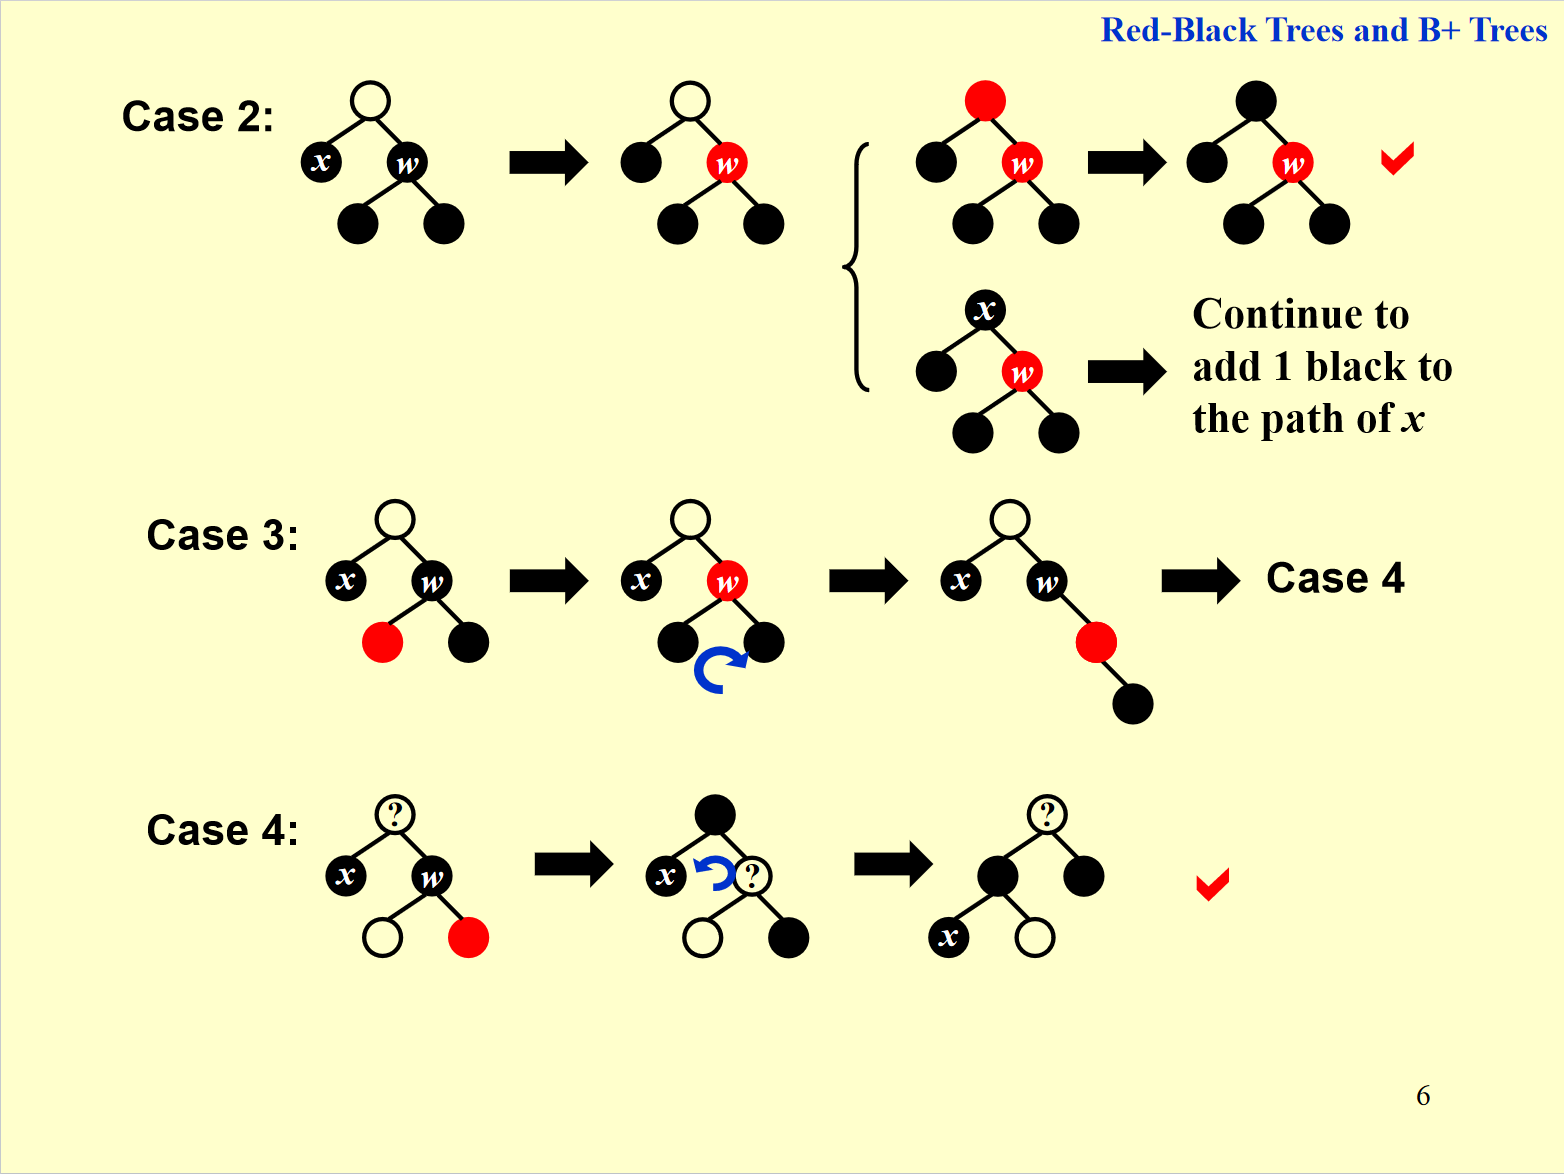 Red-Black Trees and B+ Trees
Case 2:
x w
w
w
w
x
w
Continue to
add 1 black to
the path of x
Case 3:
x w
x w
x w
Case 4
Case 4:
?
x w
x ?
?
x
6